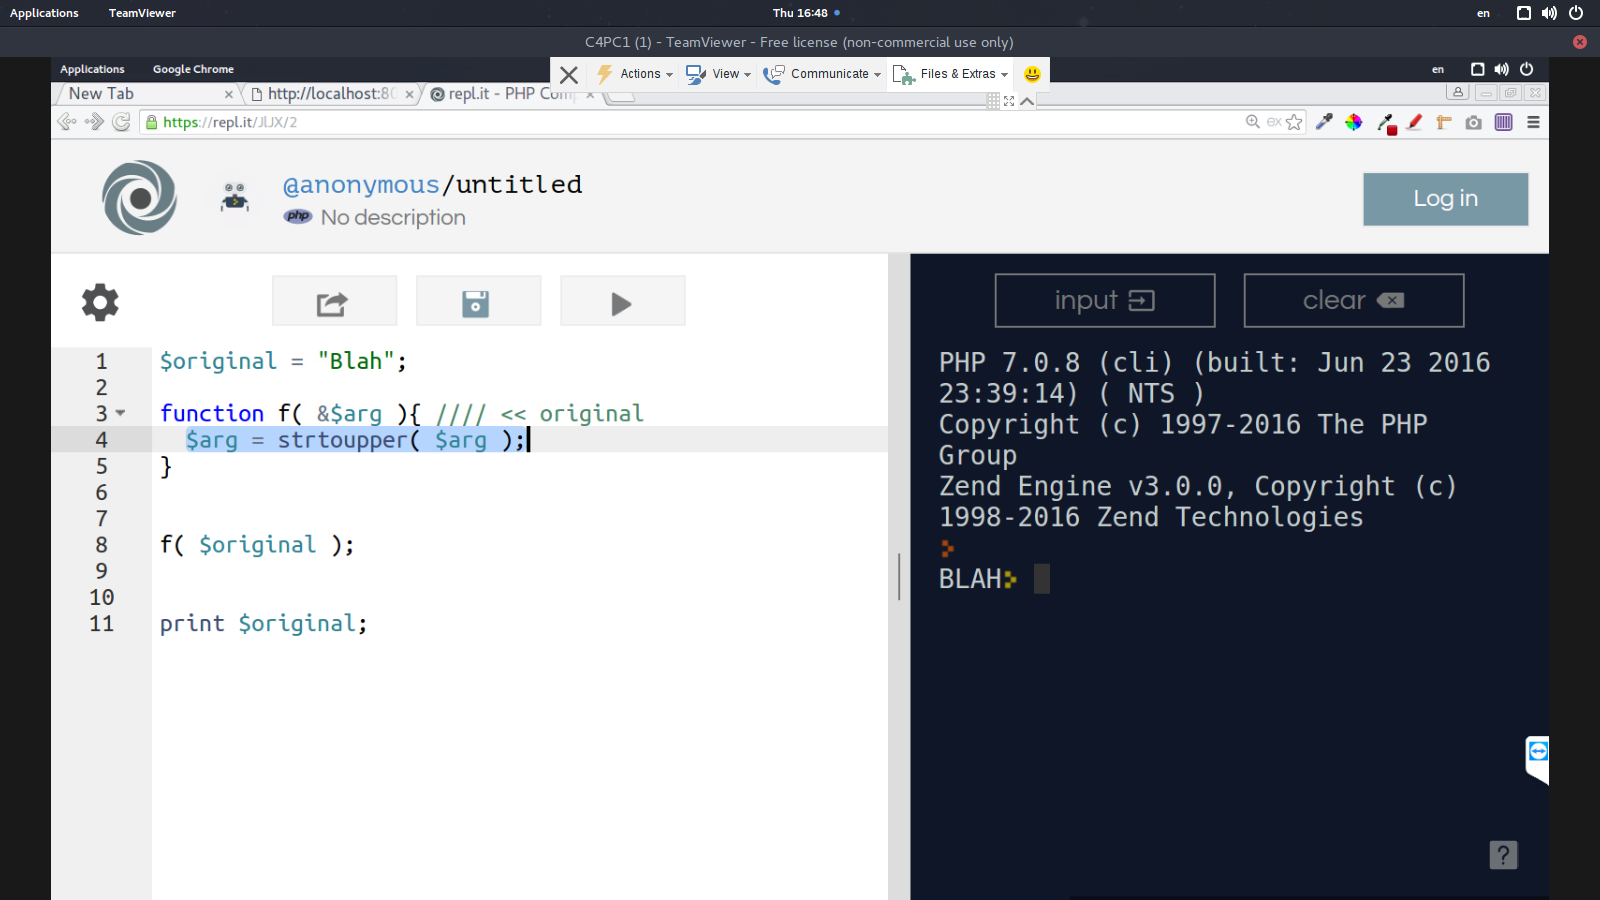 Applications TeamViewer Thu 16:48 en
C4PC1 (1) - TeamViewer - Free license (non-commercial use only)
Applications Google Chrome en
Actions View Communicate Files & Extras
New Tab http://localhost:80 repl.it - PHP Com
https://repl.it/JIJX/2
@anonymous/untitled
php No description
Log in
input clear
1 $original = "Blah";
2
3 function f( &$arg ){ //// << original
4 $arg = strtoupper( $arg );
5 }
6
7
8 f( $original );
9
10
11 print $original;
PHP 7.0.8 (cli) (built: Jun 23 2016
23:39:14) ( NTS )
Copyright (c) 1997-2016 The PHP
Group
Zend Engine v3.0.0, Copyright (c)
1998-2016 Zend Technologies
>
BLAH>
?